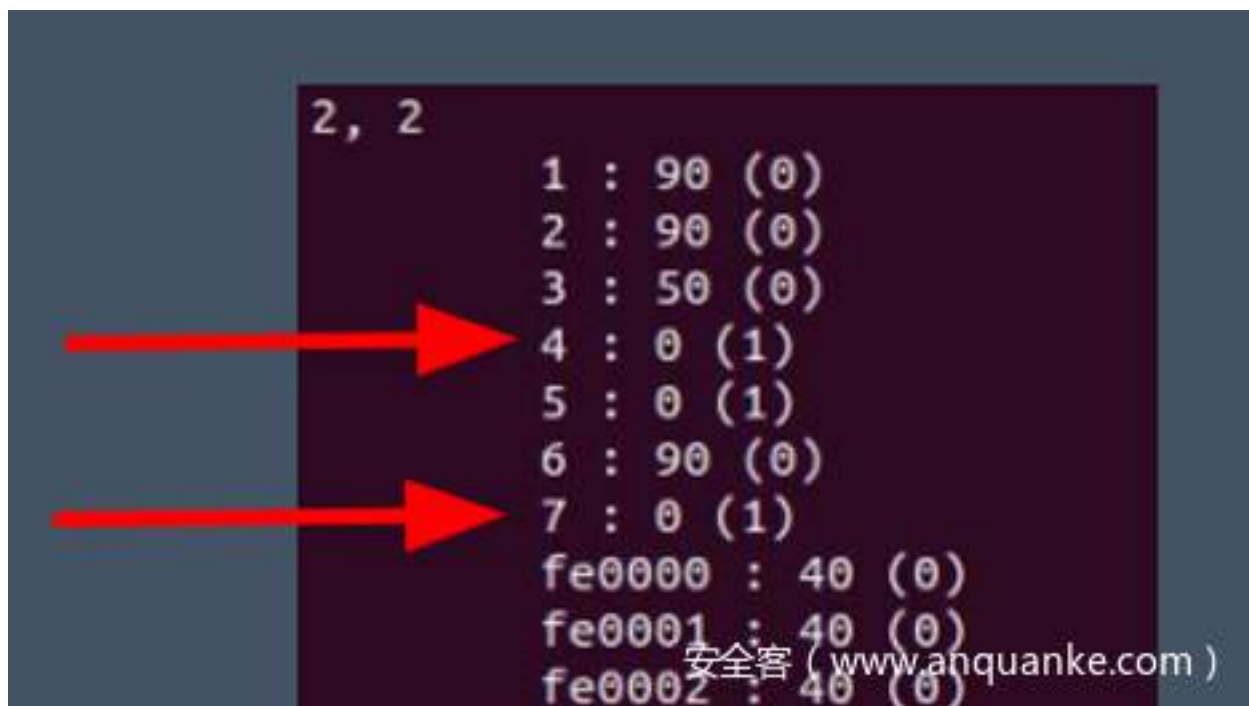 2, 2
1 : 90 (0)
2 : 90 (0)
3 : 50 (0)
4 : 0 (1)
5 : 0 (1)
6 : 90 (0)
7 : 0 (1)
fe0000 : 40 (0)
fe0001 : 40 (0)
fe0002 : 40 (0)
安全客（www.anquanke.com）